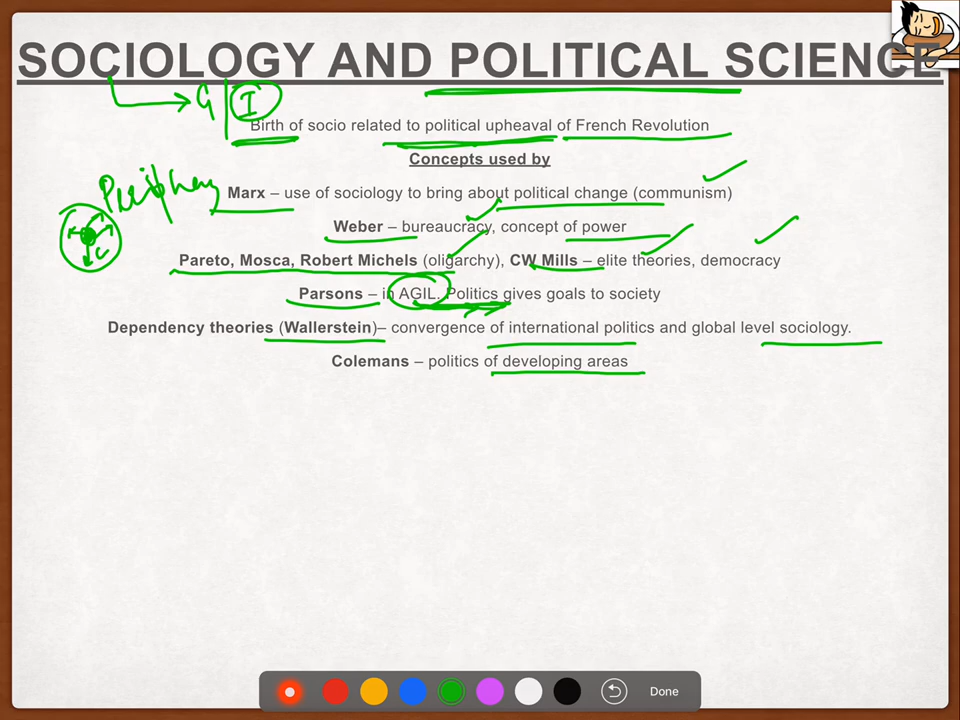 SOCIOLOGY AND POLITICAL SCIENCE
G I
Birth of socio related to political upheaval of French Revolution
Concepts used by
Periphery
Marx – use of sociology to bring about political change (communism)
Weber – bureaucracy, concept of power
C
Pareto, Mosca, Robert Michels (oligarchy), CW Mills – elite theories, democracy
Parsons – in AGIL. Politics gives goals to society
Dependency theories (Wallerstein)– convergence of international politics and global level sociology.
Colemans – politics of developing areas
Done